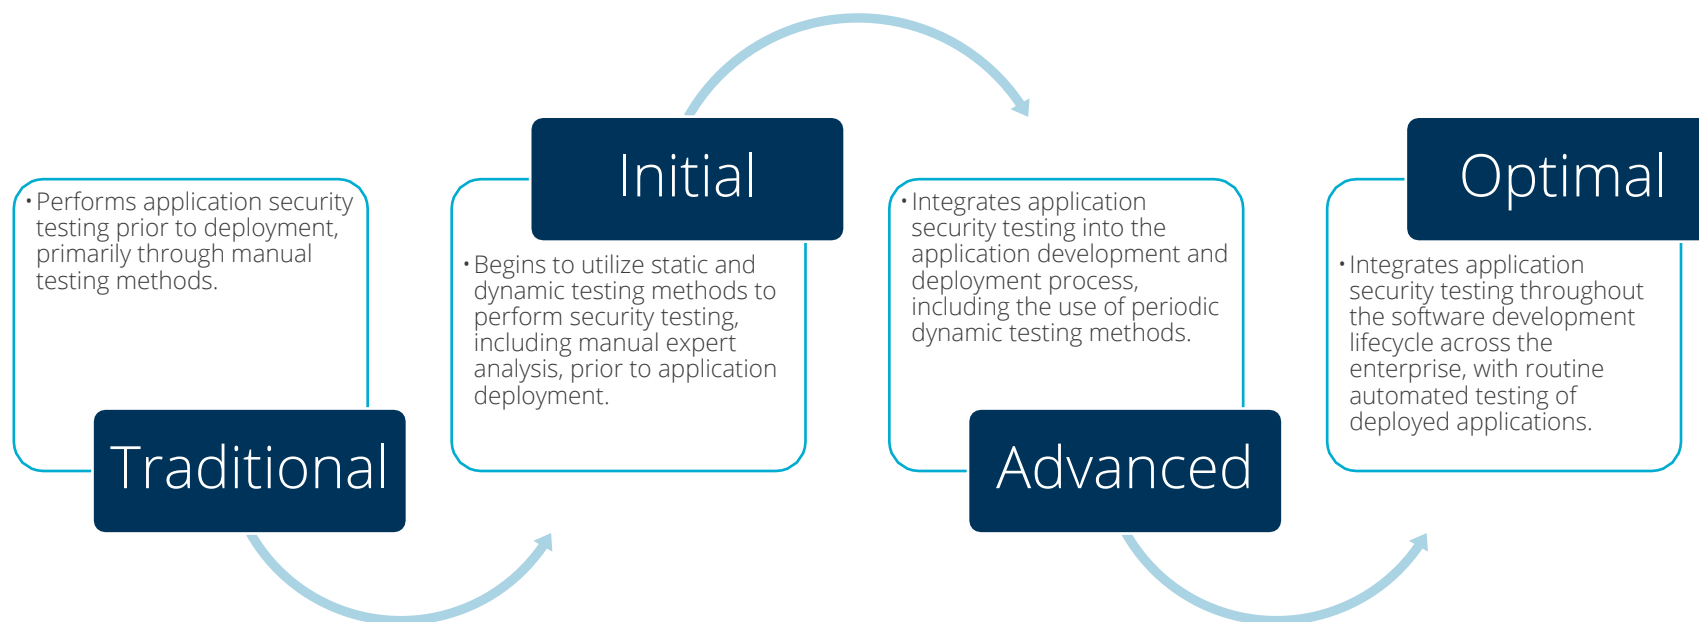 • Performs application security
testing prior to deployment,
primarily through manual
testing methods.
Traditional
Initial
• Begins to utilize static and
dynamic testing methods to
perform security testing,
including manual expert
analysis, prior to application
deployment.
• Integrates application
security testing into the
application development and
deployment process,
including the use of periodic
dynamic testing methods.
Advanced
Optimal
• Integrates application
security testing throughout
the software development
lifecycle across the
enterprise, with routine
automated testing of
deployed applications.